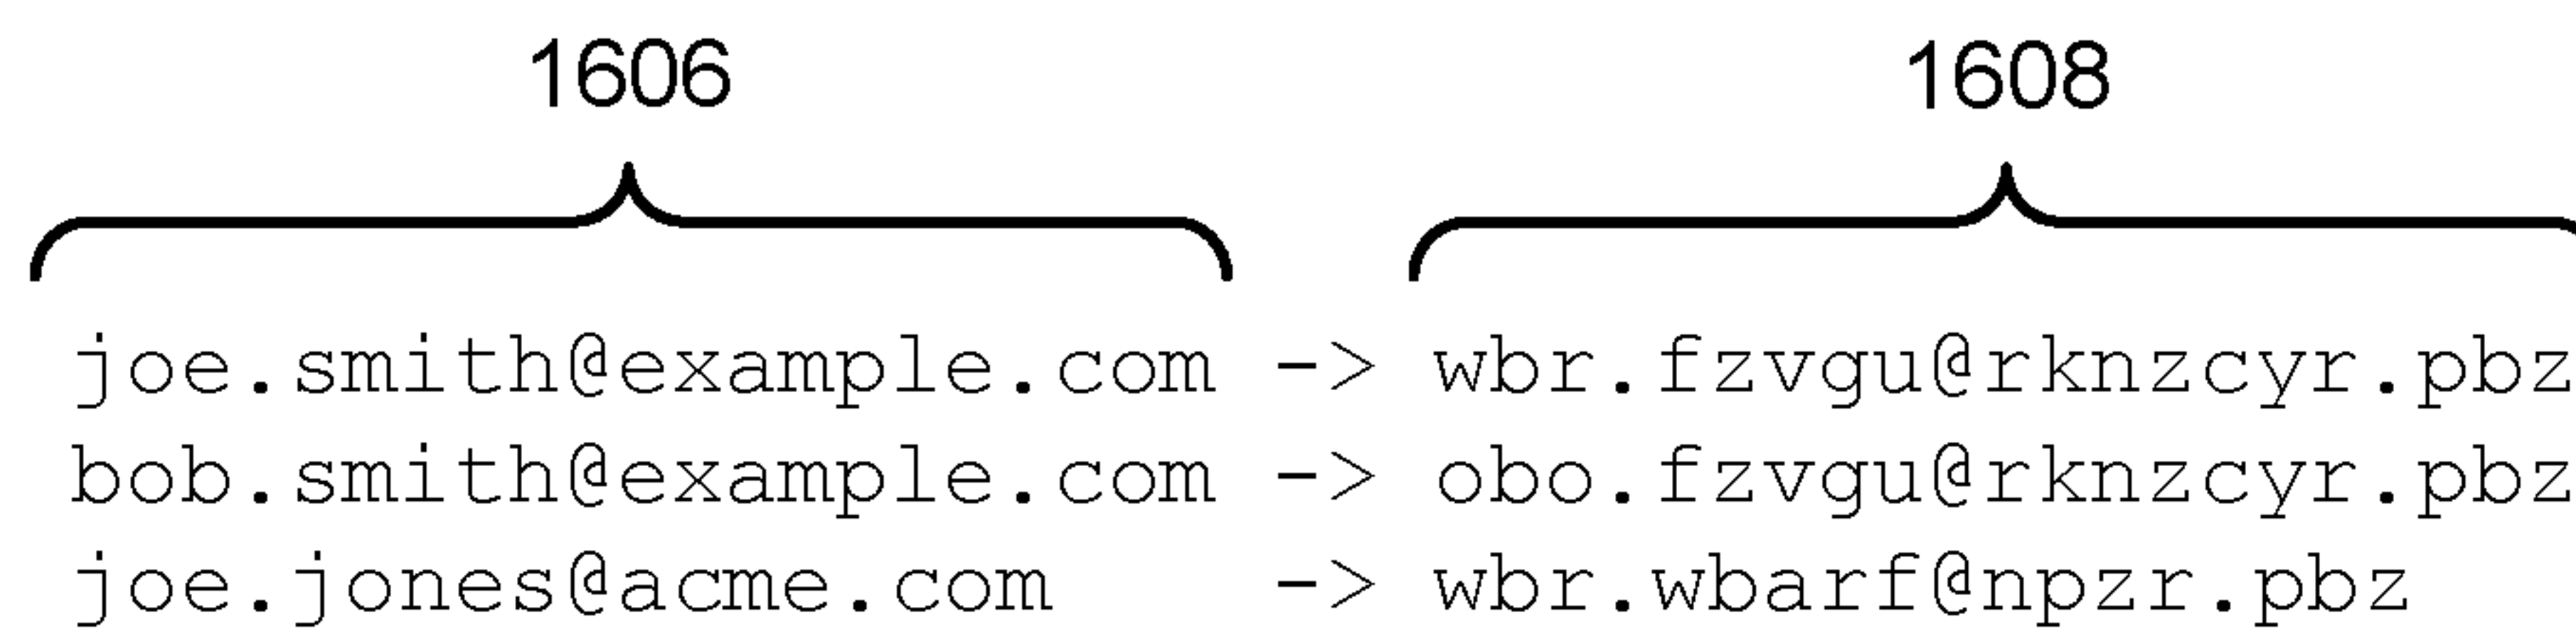 1606 1608
joe.smith@example.com -> wbr.fzvgu@rknzcyr.pbz
bob.smith@example.com -> obo.fzvgu@rknzcyr.pbz
joe.jones@acme.com -> wbr.wbarf@npzr.pbz